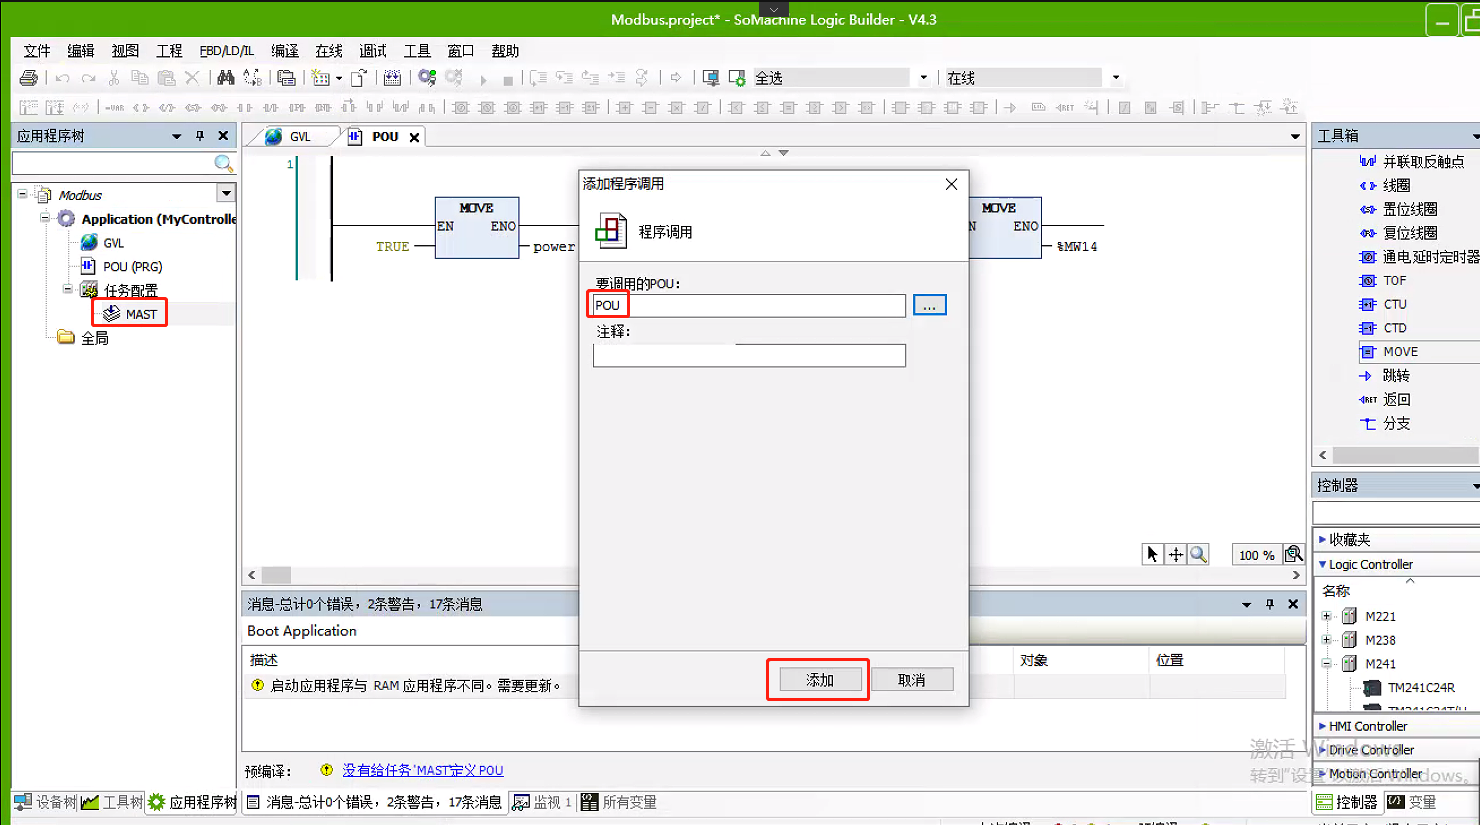 Modbus.project* - SoMachine Logic Builder - V4.3
文件 编辑 视图 工程 FBD/LD/IL 编译 在线 调试 工具 窗口 帮助
全选 在线
应用程序树
GVL POU
工具箱
Modbus
Application (MyControlle
GVL
POU (PRG)
任务配置
MAST
全局
1
MOVE
EN ENO
TRUE
power
MOVE
N ENO
%MW14
添加程序调用
程序调用
要调用的POU:
POU
...
注释:
添加 取消
并联取反触点
线圈
置位线圈
复位线圈
通电延时定时器
TOF
CTU
CTD
MOVE
跳转
返回
分支
控制器
收藏夹
Logic Controller
名称
M221
M238
M241
TM241C24R
HMI Controller
Drive Controller
Motion Controller
100 %
消息-总计0个错误，2条警告，17条消息
Boot Application
描述 对象 位置
启动应用程序与 RAM 应用程序不同。需要更新。
预编译: 没有给任务'MAST'定义 POU
激活 Windows
转到"设置"以激活 Windows。
设备树 工具树 应用程序树 消息-总计0个错误，2条警告，17条消息 监视 1 所有变量 控制器 变量